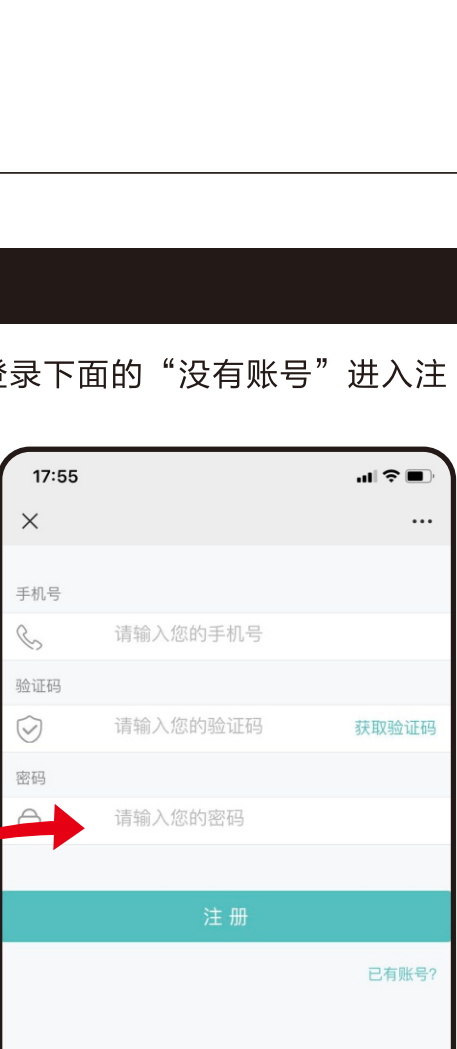 登录下面的“没有账号”进入注
17:55
手机号
请输入您的手机号
验证码
请输入您的验证码 获取验证码
密码
请输入您的密码
注册
已有账号?